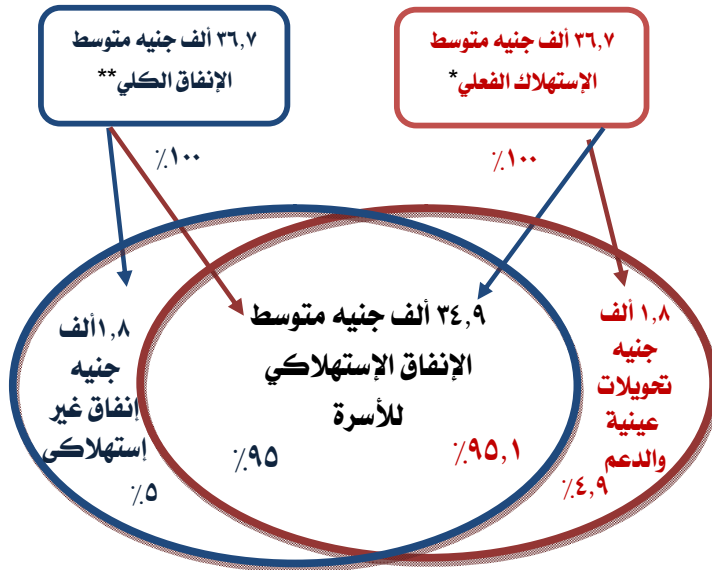 ٣٦,٧ ألف جنيه متوسط
الإستهلاك الفعلي*
٣٦,٧ ألف جنيه متوسط
الإنفاق الكلي**
٪١٠٠
٪١٠٠
١,٨ ألف
جنيه
تحويلات
عينية
والدعم
٪٤,٩
٣٤,٩ ألف جنيه متوسط
الإنفاق الإستهلاكي
للأسرة
٪٩٥,١
٪٩٥
١,٨ألف
جنيه
إنفاق غير
إستهلاكى
٪٥